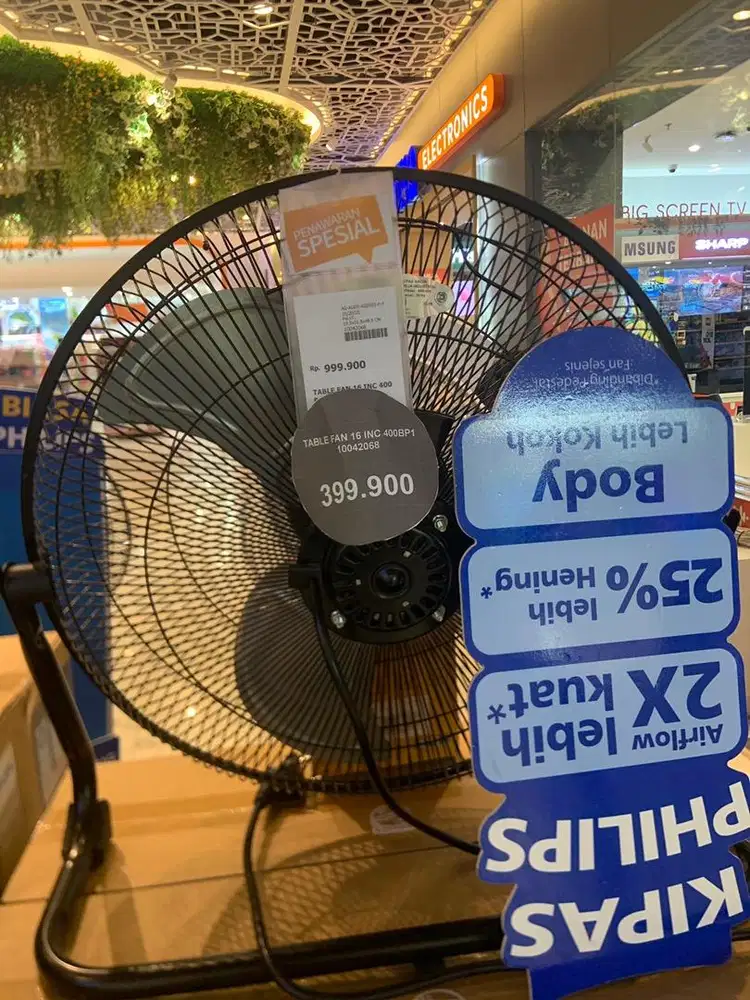 ELECTRONICS
BIG SCREEN TV
MSUNG
SHARP
PENAWARAN
SPESIAL
10042068
Rp. 999.900
TABLE FAN 16 INC 400
TABLE FAN 16 INC 400BP1
10042068
399.900
KIPAS
PHILIPS
Airflow lebih
2X kuat*
25% lebih
Hening*
Body
Lebih Kokoh
*Dibanding Pedestal
Fan sejenis